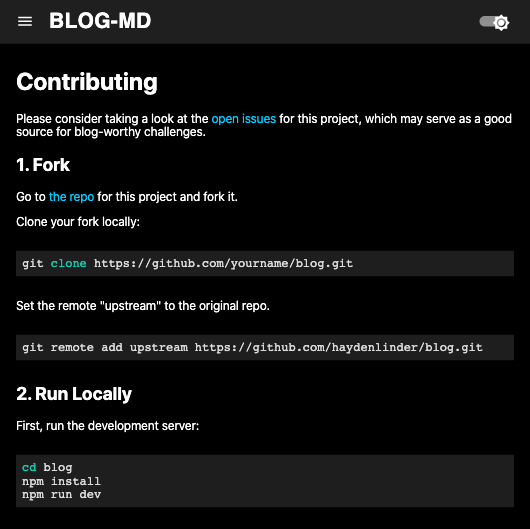 BLOG-MD
Contributing
Please consider taking a look at the open issues for this project, which may serve as a good
source for blog-worthy challenges.
1. Fork
Go to the repo for this project and fork it.
Clone your fork locally:
git clone https://github.com/yourname/blog.git
Set the remote "upstream" to the original repo.
git remote add upstream https://github.com/haydenlinder/blog.git
2. Run Locally
First, run the development server:
cd blog
npm install
npm run dev